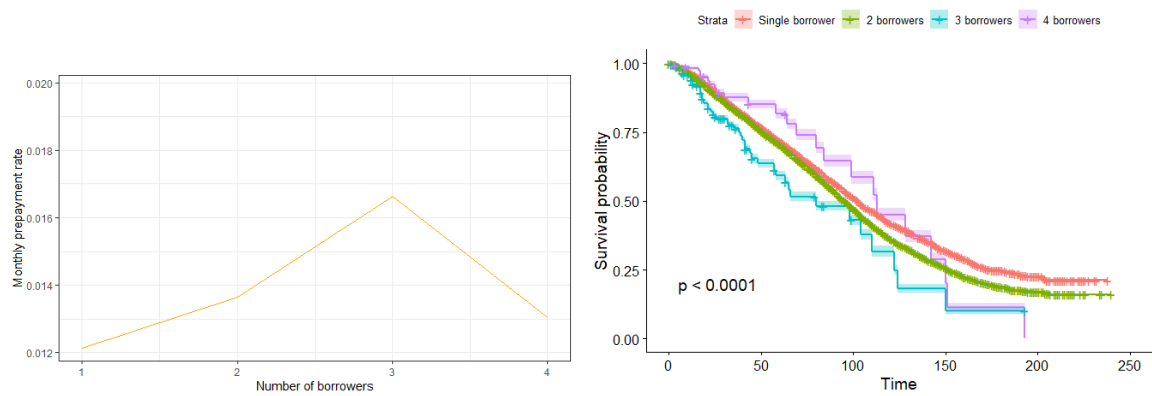 Monthly prepayment rate
0.020
0.018
0.016
0.014
0.012
1 2 3 4
Number of borrowers
Strata Single borrower 2 borrowers 3 borrowers 4 borrowers
Survival probability
1.00
0.75
0.50
0.25
0.00
p < 0.0001
0 50 100 150 200 250
Time